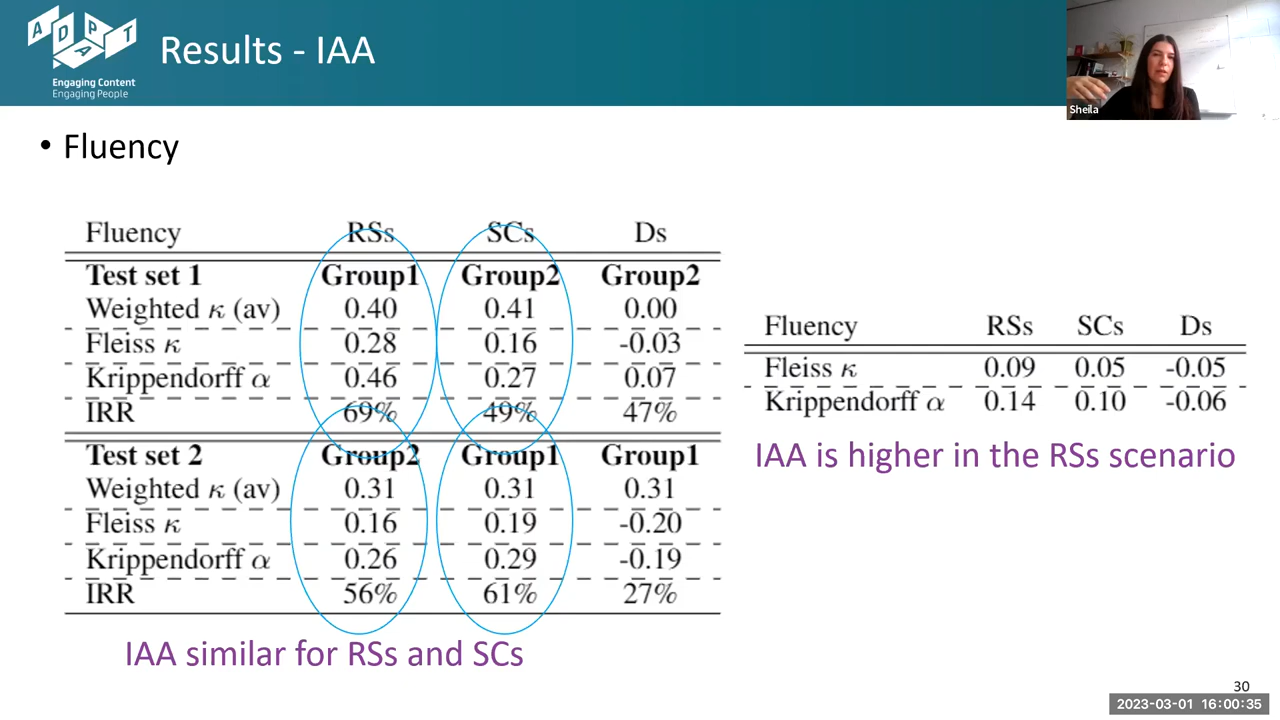 ADAPT
Engaging Content
Engaging People
Results - IAA
Sheila
• Fluency
Fluency RSs SCs Ds
Test set 1 Group1 Group2 Group2
Weighted κ (av) 0.40 0.41 0.00
Fleiss κ 0.28 0.16 -0.03
Krippendorff α 0.46 0.27 0.07
IRR 69% 49% 47%
Test set 2 Group2 Group1 Group1
Weighted κ (av) 0.31 0.31 0.31
Fleiss κ 0.16 0.19 -0.20
Krippendorff α 0.26 0.29 -0.19
IRR 56% 61% 27%
IAA similar for RSs and SCs
Fluency RSs SCs Ds
Fleiss κ 0.09 0.05 -0.05
Krippendorff α 0.14 0.10 -0.06
IAA is higher in the RSs scenario
30
2023-03-01 16:00:35